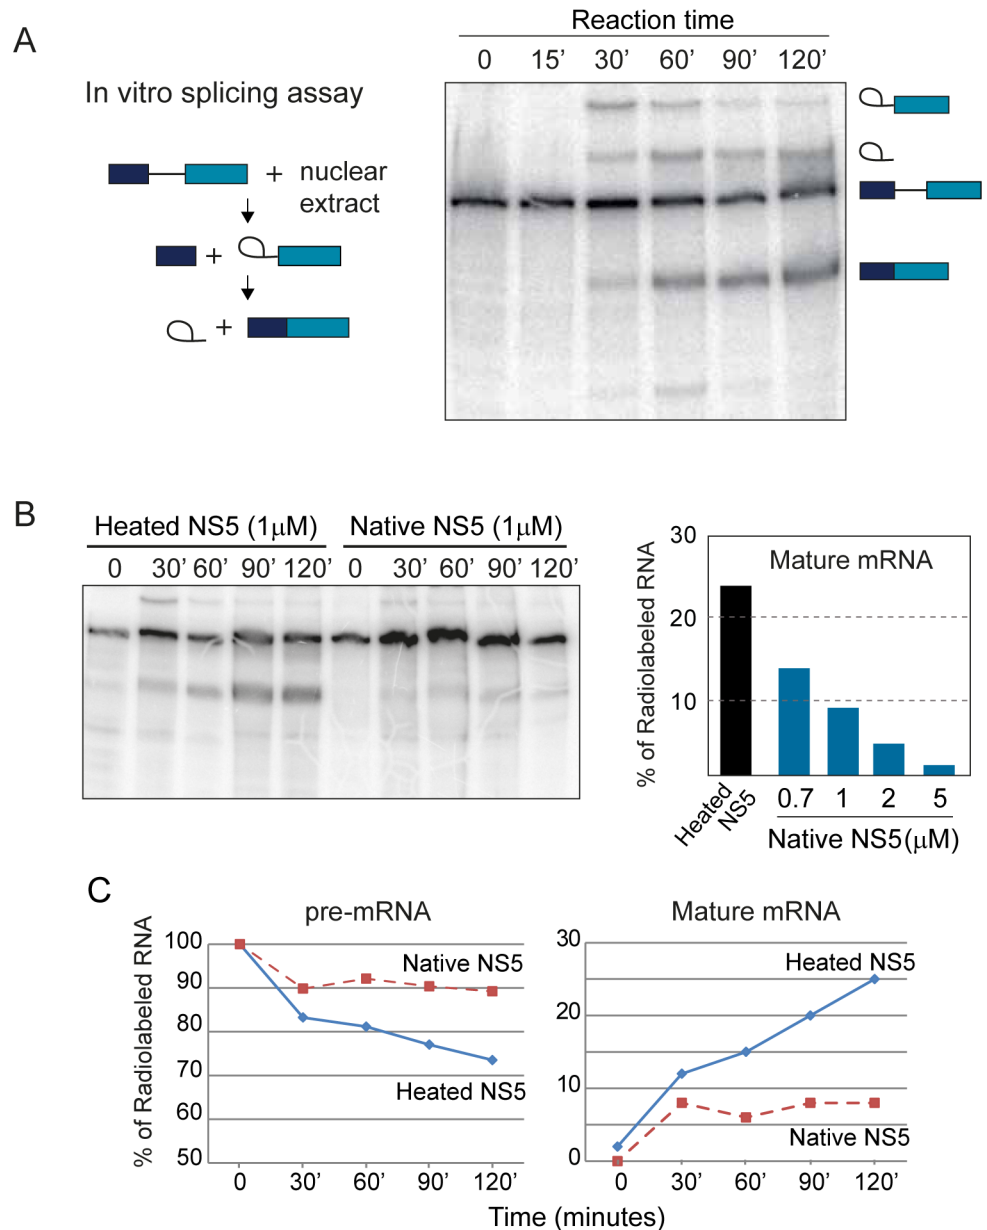 A
In vitro splicing assay
+ nuclear
extract
+
+
Reaction time
0 15’ 30’ 60’ 90’ 120’
B
Heated NS5 (1μM) Native NS5 (1μM)
0 30’ 60’ 90’ 120’ 0 30’ 60’ 90’ 120’
% of Radiolabeled RNA
30
20
10
Mature mRNA
Heated
NS5
0.7 1 2 5
Native NS5(μM)
C
pre-mRNA
% of Radiolabeled RNA
100
90
80
70
60
50
Native NS5
Heated NS5
0 30’ 60’ 90’ 120’
Mature mRNA
30
20
10
0
Heated NS5
Native NS5
0 30’ 60’ 90’ 120’
Time (minutes)